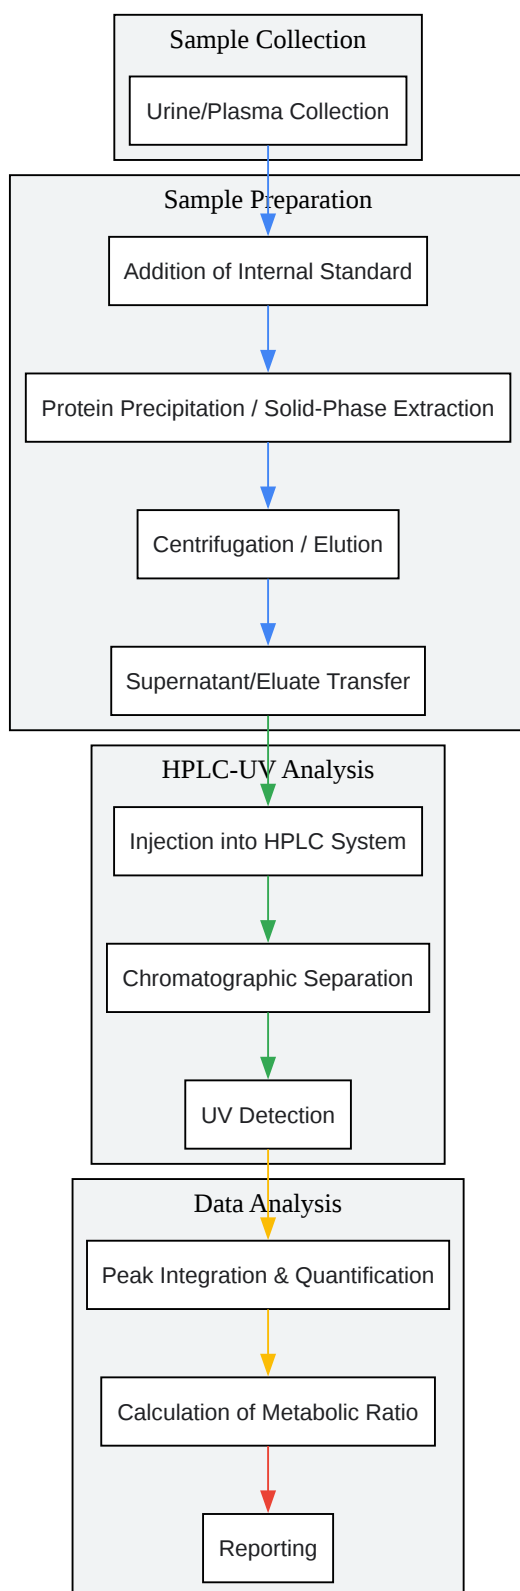 Sample Collection
Urine/Plasma Collection
Sample Preparation
Addition of Internal Standard
Protein Precipitation / Solid-Phase Extraction
Centrifugation / Elution
Supernatant/Eluate Transfer
HPLC-UV Analysis
Injection into HPLC System
Chromatographic Separation
UV Detection
Data Analysis
Peak Integration & Quantification
Calculation of Metabolic Ratio
Reporting